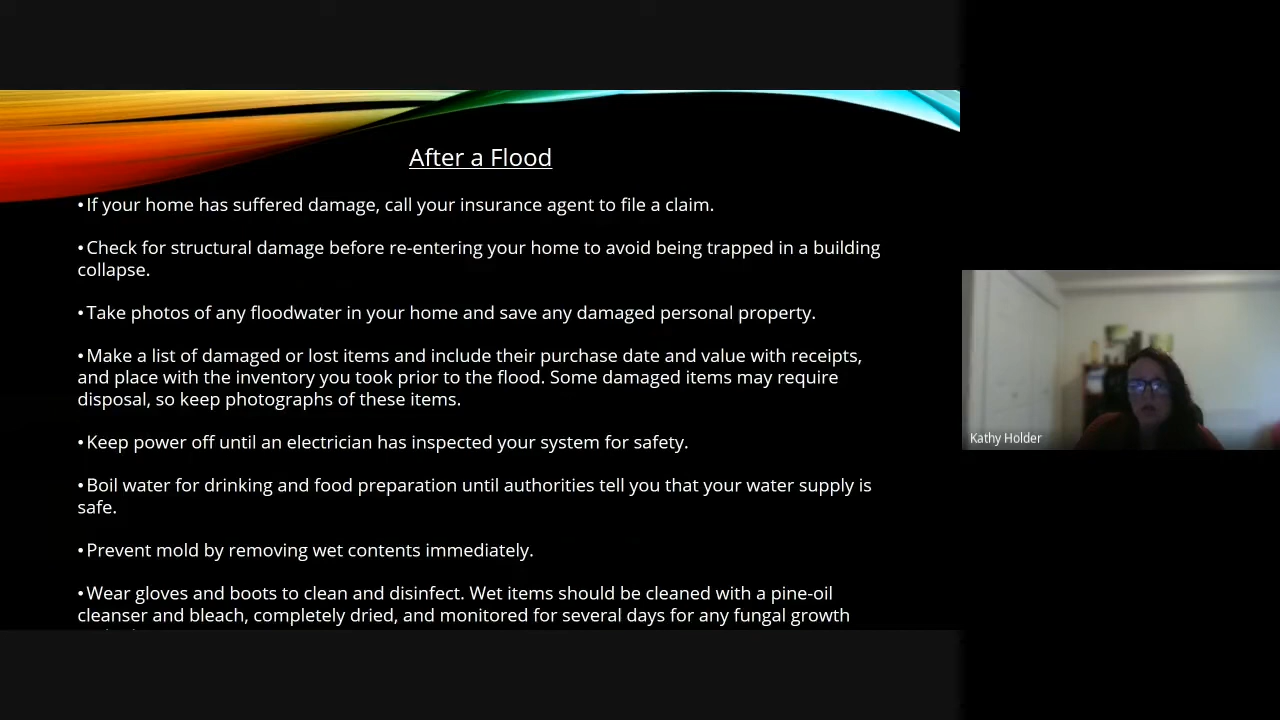 After a Flood
•If your home has suffered damage, call your insurance agent to file a claim.
•Check for structural damage before re-entering your home to avoid being trapped in a building
collapse.
•Take photos of any floodwater in your home and save any damaged personal property.
•Make a list of damaged or lost items and include their purchase date and value with receipts,
and place with the inventory you took prior to the flood. Some damaged items may require
disposal, so keep photographs of these items.
•Keep power off until an electrician has inspected your system for safety.
•Boil water for drinking and food preparation until authorities tell you that your water supply is
safe.
•Prevent mold by removing wet contents immediately.
•Wear gloves and boots to clean and disinfect. Wet items should be cleaned with a pine-oil
cleanser and bleach, completely dried, and monitored for several days for any fungal growth
Kathy Holder